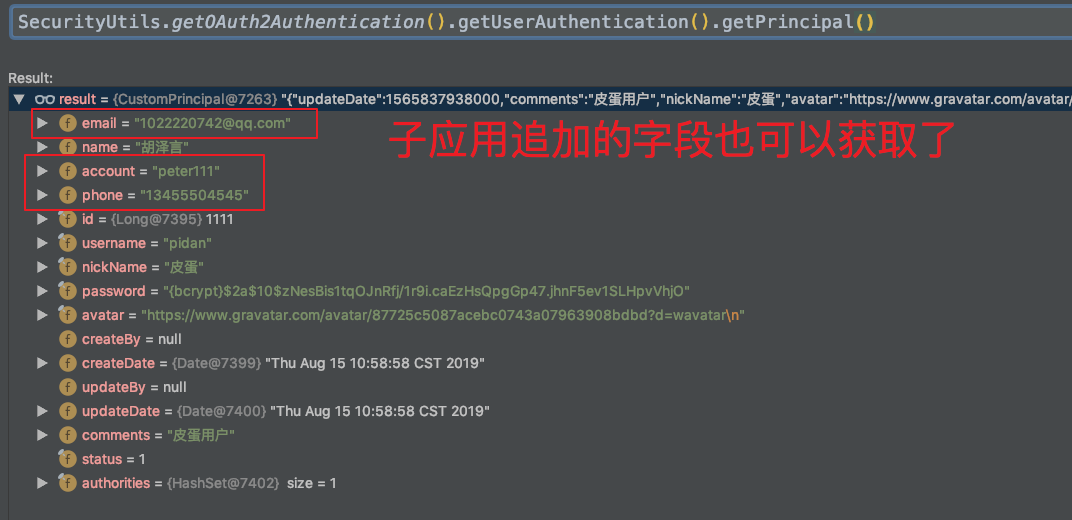 SecurityUtils.getOAuth2Authentication().getUserAuthentication().getPrincipal()
Result:
result = {CustomPrincipal@7263} "{"updateDate":1565837938000,"comments":"皮蛋用户","nickName":"皮蛋","avatar":"https://www.gravatar.com/avatar/
email = "1022220742@qq.com"
子应用追加的字段也可以获取了
name = "胡泽言"
account = "peter111"
phone = "13455504545"
id = {Long@7395} 1111
username = "pidan"
nickName = "皮蛋"
password = "{bcrypt}$2a$10$zNesBis1tqOJnRfj/1r9i.caEzHsQpgGp47.jhnF5ev1SLHpvVhjO"
avatar = "https://www.gravatar.com/avatar/87725c5087acebc0743a07963908bdbd?d=wavatar\n"
createBy = null
createDate = {Date@7399} "Thu Aug 15 10:58:58 CST 2019"
updateBy = null
updateDate = {Date@7400} "Thu Aug 15 10:58:58 CST 2019"
comments = "皮蛋用户"
status = 1
authorities = {HashSet@7402} size = 1